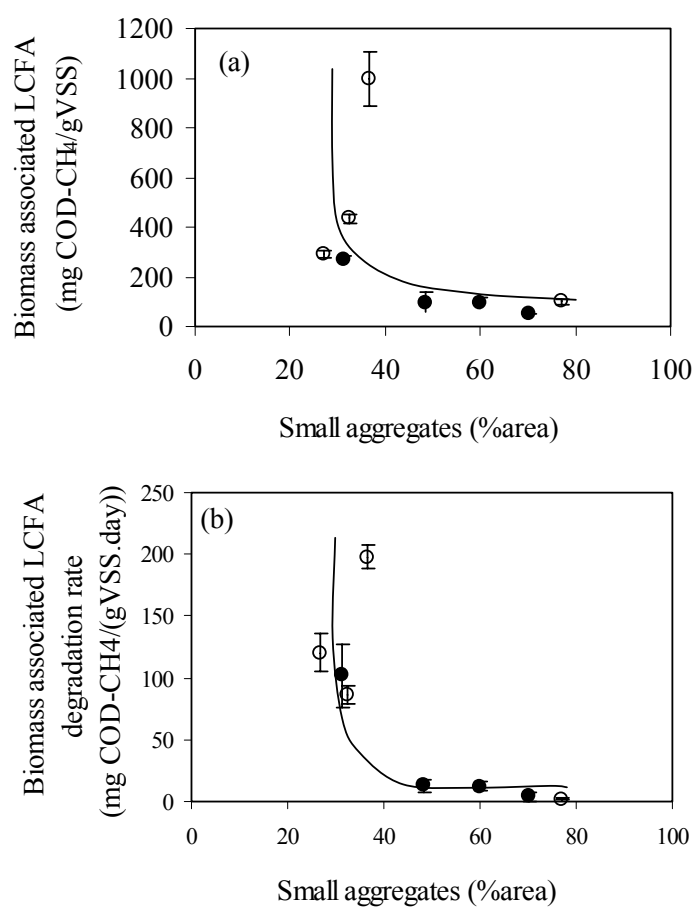 1200
(a)
1000
800
600
400
200
0
0 20 40 60 80 100
Biomass associated LCFA
(mg COD-CH4/gVSS)
Small aggregates (%area)
250
(b)
200
150
100
50
0
0 20 40 60 80 100
Biomass associated LCFA
degradation rate
(mg COD-CH4/(gVSS.day))
Small aggregates (%area)